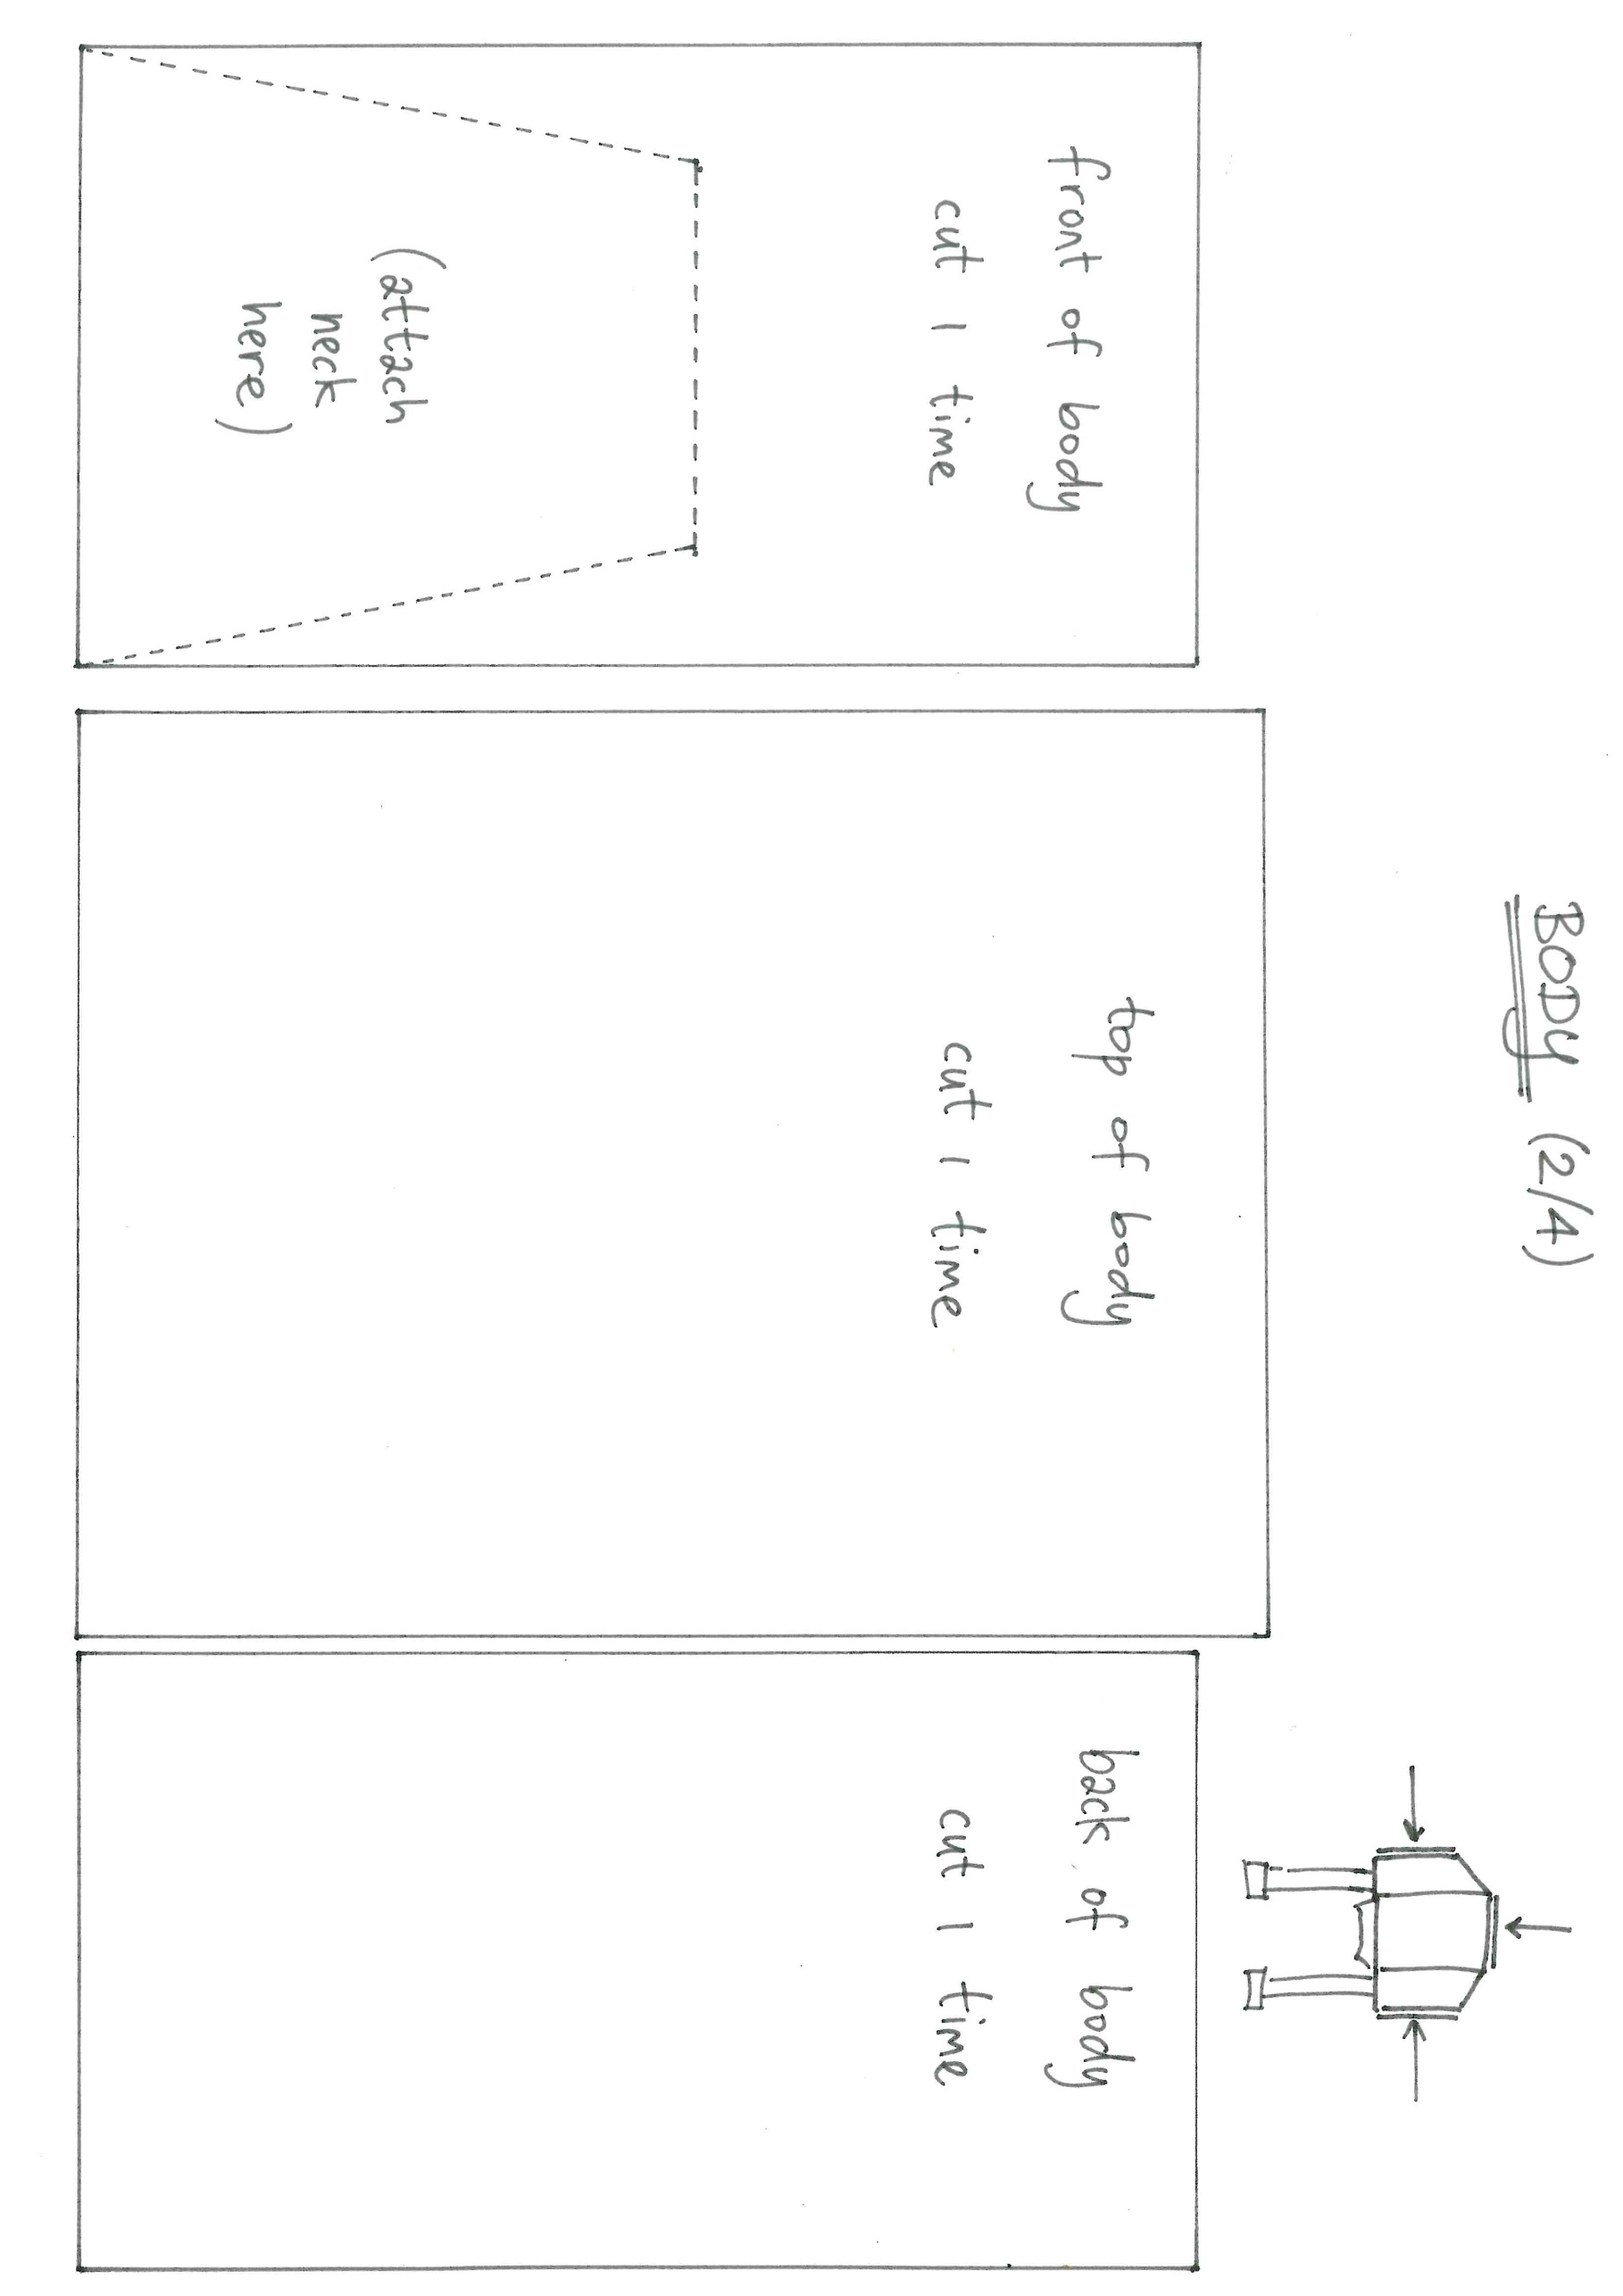 BODY (2/4)
front of body
cut 1 time
(attach
neck
here)
top of body
cut 1 time
back of body
cut 1 time